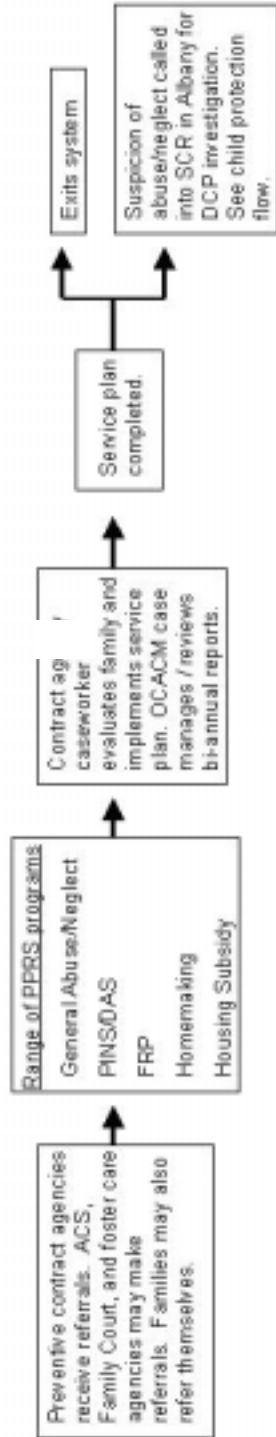 Preventive contract agencies
receive referrals. ACS,
Family Court, and foster care
agencies may make
referrals. Families may also
refer themselves.
Range of PPRS programs
General Abuse/Neglect
PINS/DAS
FRP
Homemaking
Housing Subsidy
Contract
caseworker
evaluates family and
implements service
plan. OCACM case
manages / reviews
bi-annual reports.
Service plan
completed.
Exits system
Suspicion of
abuse/neglect called
into SCR in Albany for
DCP investigation.
See child protection
flow.